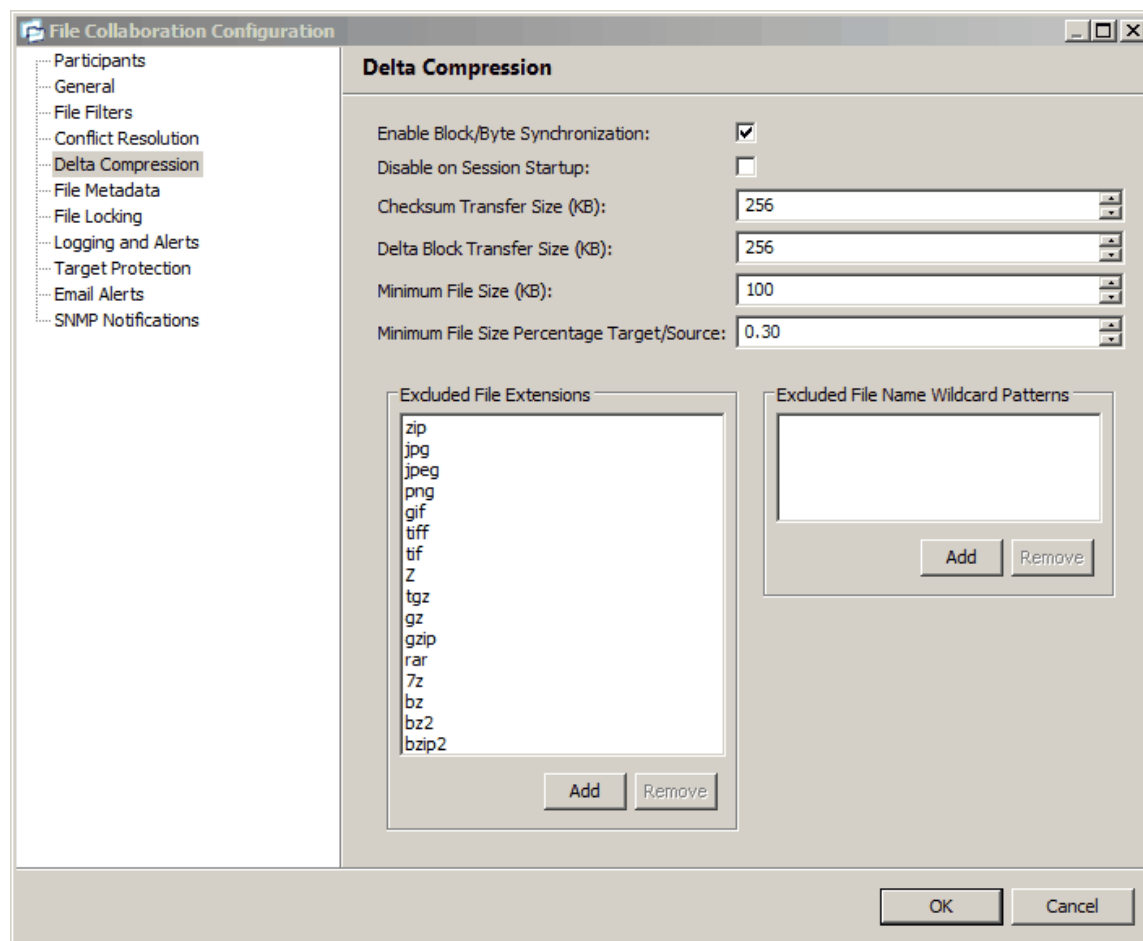 File Collaboration Configuration
Participants
General
File Filters
Conflict Resolution
Delta Compression
File Metadata
File Locking
Logging and Alerts
Target Protection
Email Alerts
SNMP Notifications
Delta Compression
Enable Block/Byte Synchronization:
Disable on Session Startup:
Checksum Transfer Size (KB): 256
Delta Block Transfer Size (KB): 256
Minimum File Size (KB): 100
Minimum File Size Percentage Target/Source: 0.30
Excluded File Extensions
zip
jpg
jpeg
png
gif
tiff
tif
Z
tgz
gz
gzip
rar
7z
bz
bz2
bzip2
Add Remove
Excluded File Name Wildcard Patterns
Add Remove
OK Cancel